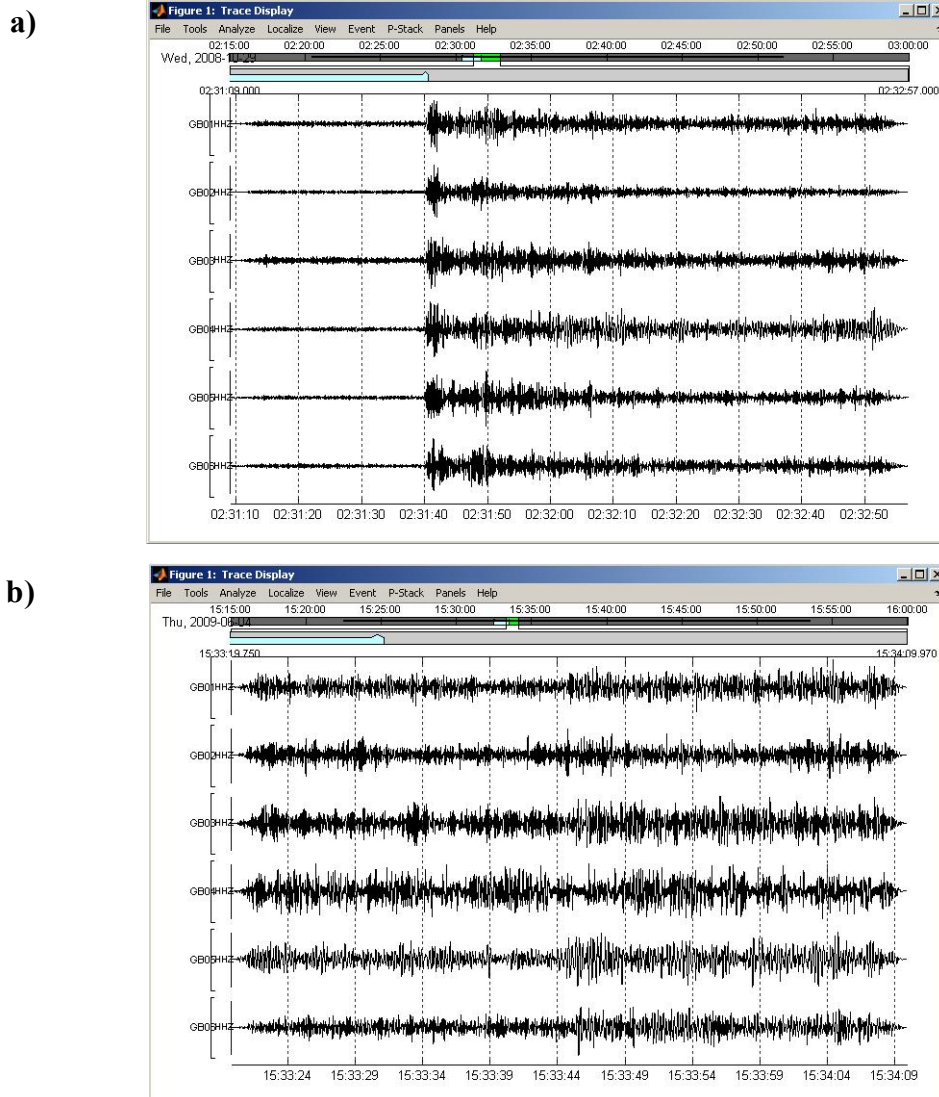 a)
Figure 1: Trace Display
File Tools Analyze Localize View Event P-Stack Panels Help
02:15:00 02:20:00 02:25:00 02:30:00 02:35:00 02:40:00 02:45:00 02:50:00 02:55:00 03:00:00
Wed, 2008-10-29
02:31:09.000 02:32:57.000
GB01HHZ
GB02HHZ
GB03HHZ
GB04HHZ
GB05HHZ
GB06HHZ
02:31:10 02:31:20 02:31:30 02:31:40 02:31:50 02:32:00 02:32:10 02:32:20 02:32:30 02:32:40 02:32:50
b)
Figure 1: Trace Display
File Tools Analyze Localize View Event P-Stack Panels Help
15:15:00 15:20:00 15:25:00 15:30:00 15:35:00 15:40:00 15:45:00 15:50:00 15:55:00 16:00:00
Thu, 2009-06-04
15:33:19.750 15:34:09.970
GB01HHZ
GB02HHZ
GB03HHZ
GB04HHZ
GB05HHZ
GB06HHZ
15:33:24 15:33:29 15:33:34 15:33:39 15:33:44 15:33:49 15:33:54 15:33:59 15:34:04 15:34:09